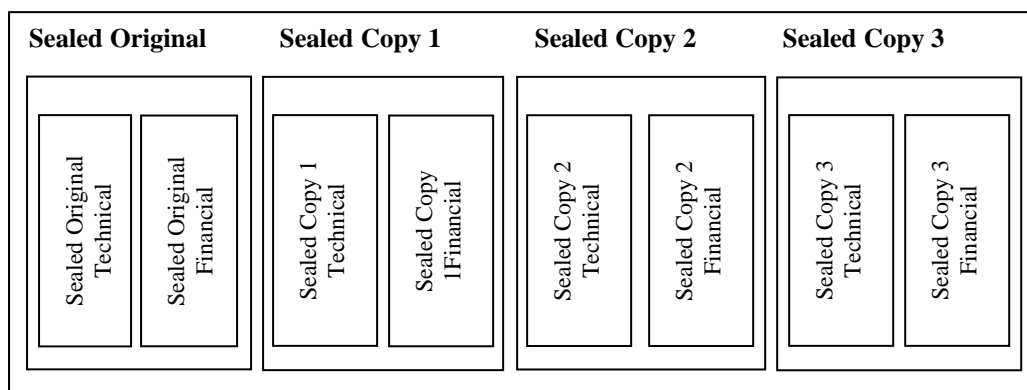 Sealed Original
Sealed Copy 1
Sealed Copy 2
Sealed Copy 3
Sealed Original
Technical
Sealed Original
Financial
Sealed Copy 1
Technical
Sealed Copy
1Financial
Sealed Copy 2
Technical
Sealed Copy 2
Financial
Sealed Copy 3
Technical
Sealed Copy 3
Financial